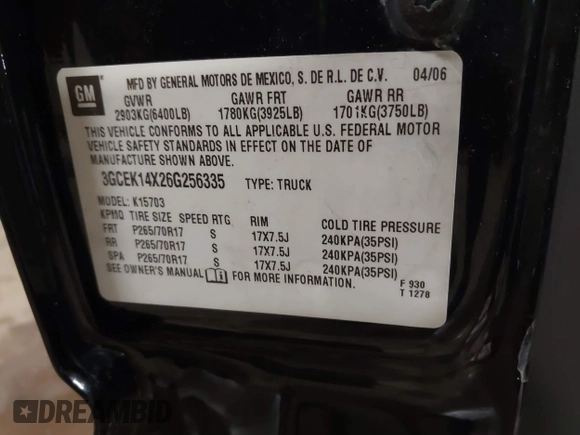 GM
MFD BY GENERAL MOTORS DE MEXICO, S. DE R.L. DE C.V. 04/06
GVWR GAWR FRT GAWR RR
2903KG(6400LB) 1780KG(3925LB) 1701KG(3750LB)
THIS VEHICLE CONFORMS TO ALL APPLICABLE U.S. FEDERAL MOTOR
VEHICLE SAFETY STANDARDS IN EFFECT ON THE DATE OF
MANUFACTURE SHOWN ABOVE.
3GCEK14X26G256335 TYPE: TRUCK
MODEL: K15703
KPMQ TIRE SIZE SPEED RTG RIM COLD TIRE PRESSURE
FRT P265/70R17 S 17X7.5J 240KPA(35PSI)
RR P265/70R17 S 17X7.5J 240KPA(35PSI)
SPA P265/70R17 S 17X7.5J 240KPA(35PSI)
SEE OWNER'S MANUAL FOR MORE INFORMATION.
F 930
T 1278
DREAMBID